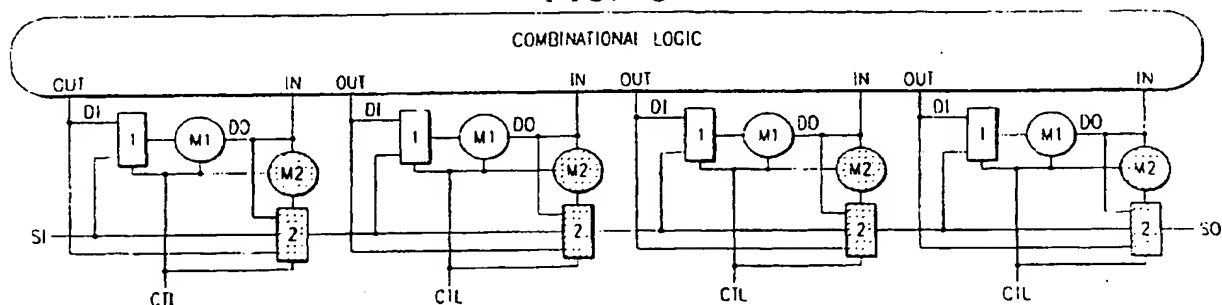 COMBINATIONAL LOGIC
OUT IN OUT IN OUT IN OUT IN
DI 1 M1 DO DI 1 M1 DO DI 1 M1 DO DI 1 M1 DO
M2 M2 M2 M2
SI 2 2 2 2 SO
CTL CTL CTL CTL